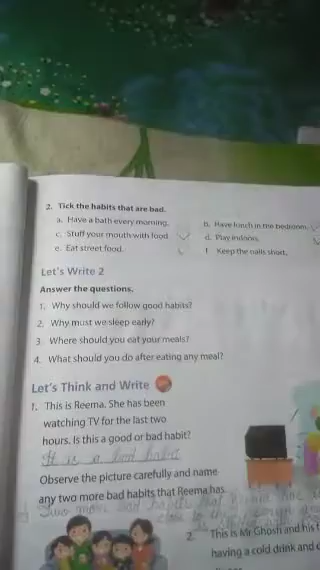 2. Tick the habits that are bad.
a. Have a bath every morning.
b. Have lunch in the bedroom.
c. Stuff your mouth with food
d. Play indoors.
e. Eat street food.
f. Keep the nails short.
Let's Write 2
Answer the questions.
1. Why should we follow good habits?
2. Why must we sleep early?
3. Where should you eat your meals?
4. What should you do after eating any meal?
Let's Think and Write
1. This is Reema. She has been
watching TV for the last two
hours. Is this a good or bad habit?
It is a bad habit
Observe the picture carefully and name
any two more bad habits that Reema has.
Two more bad habits that
2. This is Mr Ghosh and his
having a cold drink and